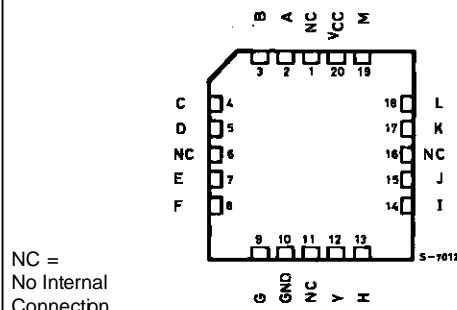 B A NC VCC M
3 2 1 20 19
C 4 18 L
D 5 17 K
NC 6 16 NC
E 7 15 J
F 8 14 I
9 10 11 12 13
S-7012
G GND NC Y H
NC =
No Internal
Connection